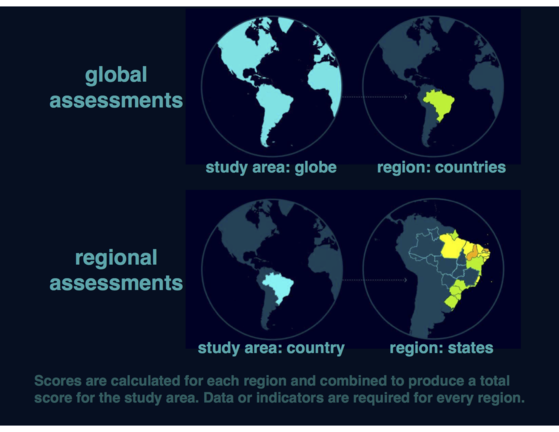 global
assessments
study area: globe
region: countries
regional
assessments
study area: country
region: states
Scores are calculated for each region and combined to produce a total
score for the study area. Data or indicators are required for every region.